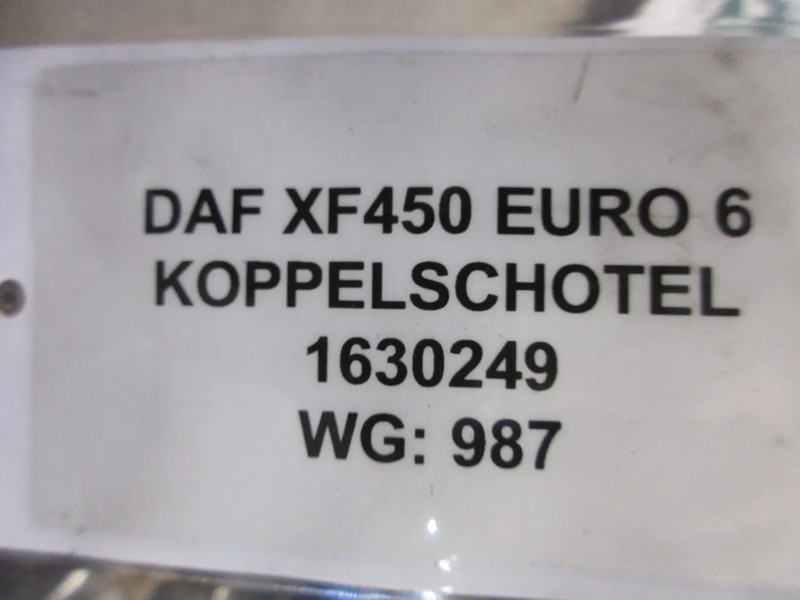 DAF XF450 EURO 6
KOPPELSCHOTEL
1630249
WG: 987